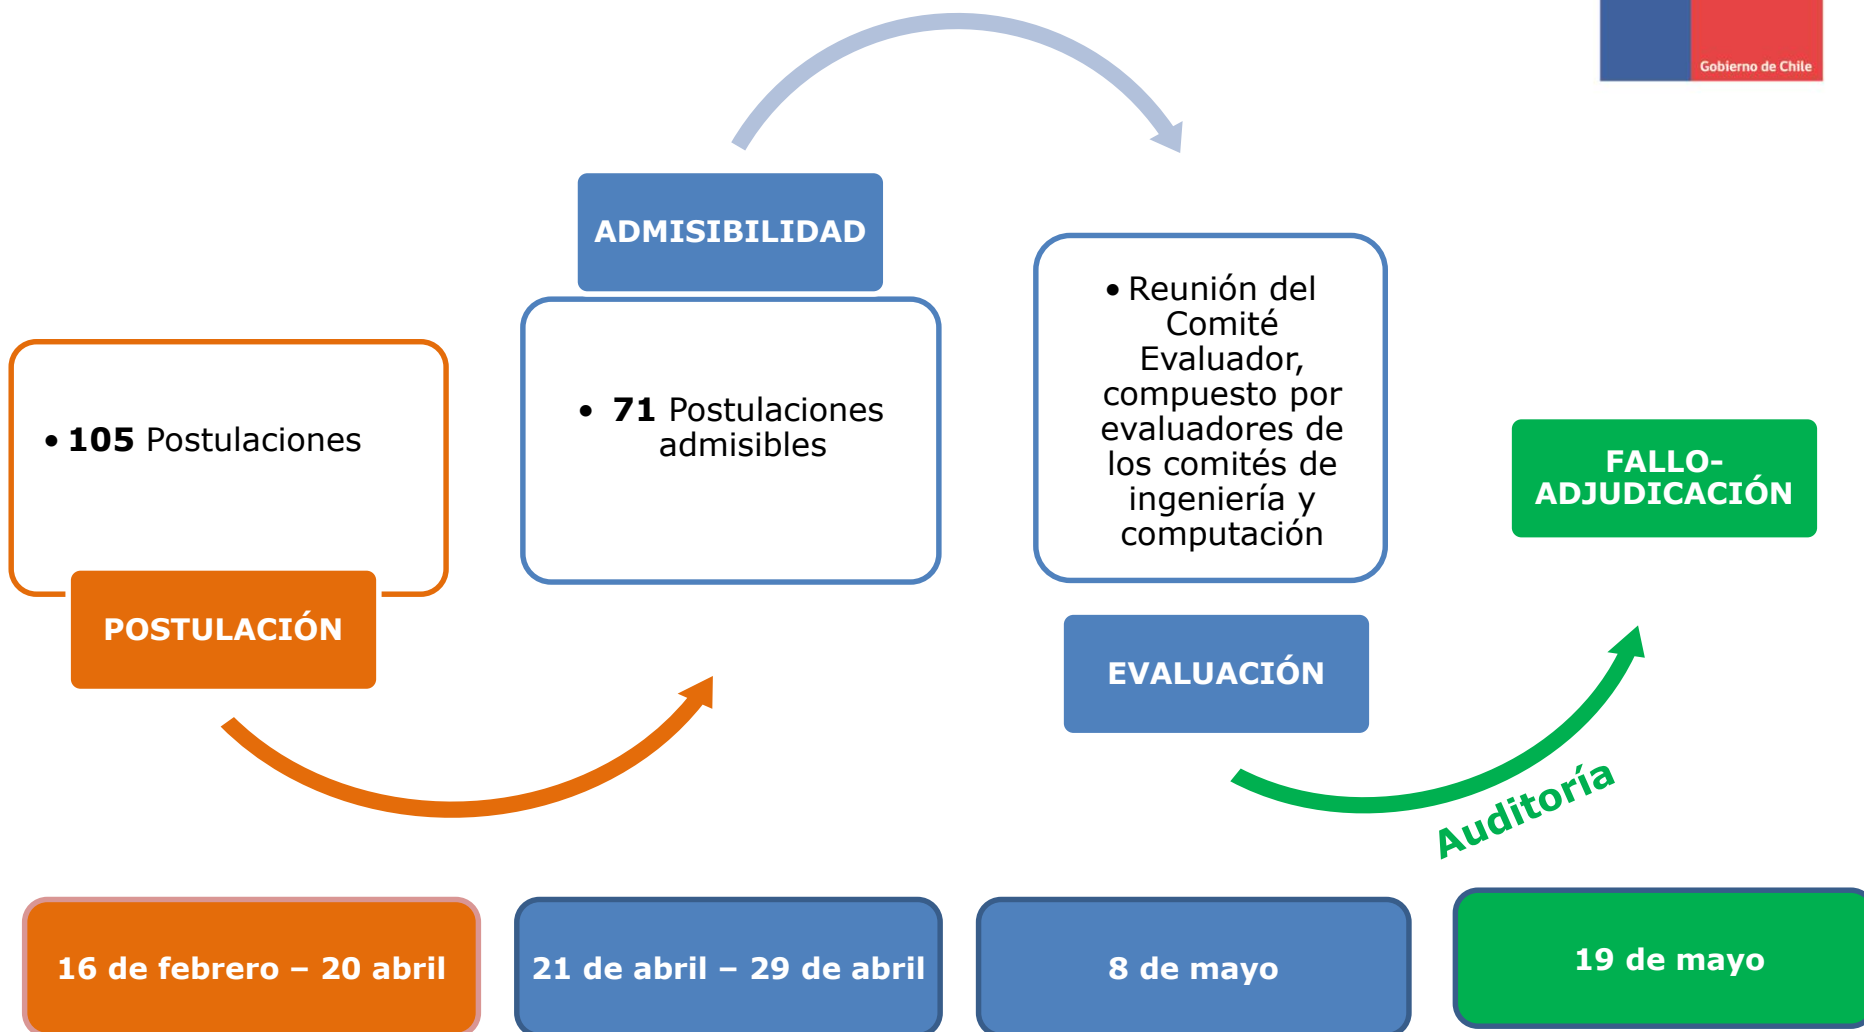 Gobierno de Chile
• 105 Postulaciones
POSTULACIÓN
ADMISIBILIDAD
• 71 Postulaciones
admisibles
• Reunión del
Comité
Evaluador,
compuesto por
evaluadores de
los comités de
ingeniería y
computación
EVALUACIÓN
FALLO-
ADJUDICACIÓN
Auditoría
16 de febrero – 20 abril
21 de abril – 29 de abril
8 de mayo
19 de mayo